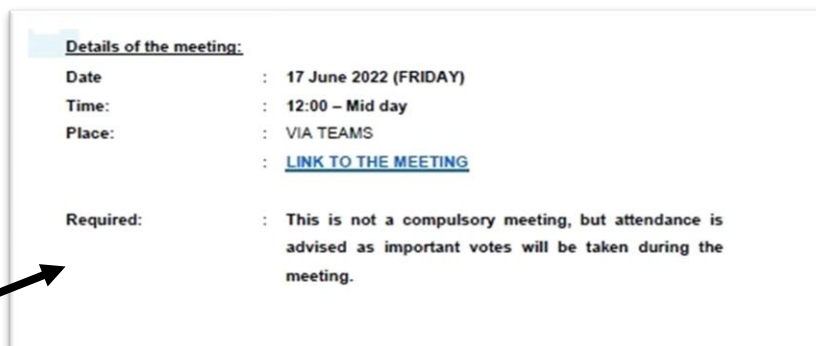 Details of the meeting:
Date : 17 June 2022 (FRIDAY)
Time: : 12:00 – Mid day
Place: : VIA TEAMS
: LINK TO THE MEETING
Required: : This is not a compulsory meeting, but attendance is
advised as important votes will be taken during the
meeting.